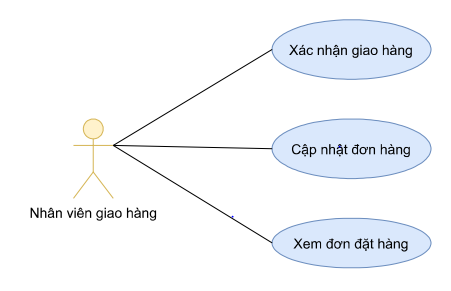 Xác nhận giao hàng
Cập nhật đơn hàng
Nhân viên giao hàng
Xem đơn đặt hàng